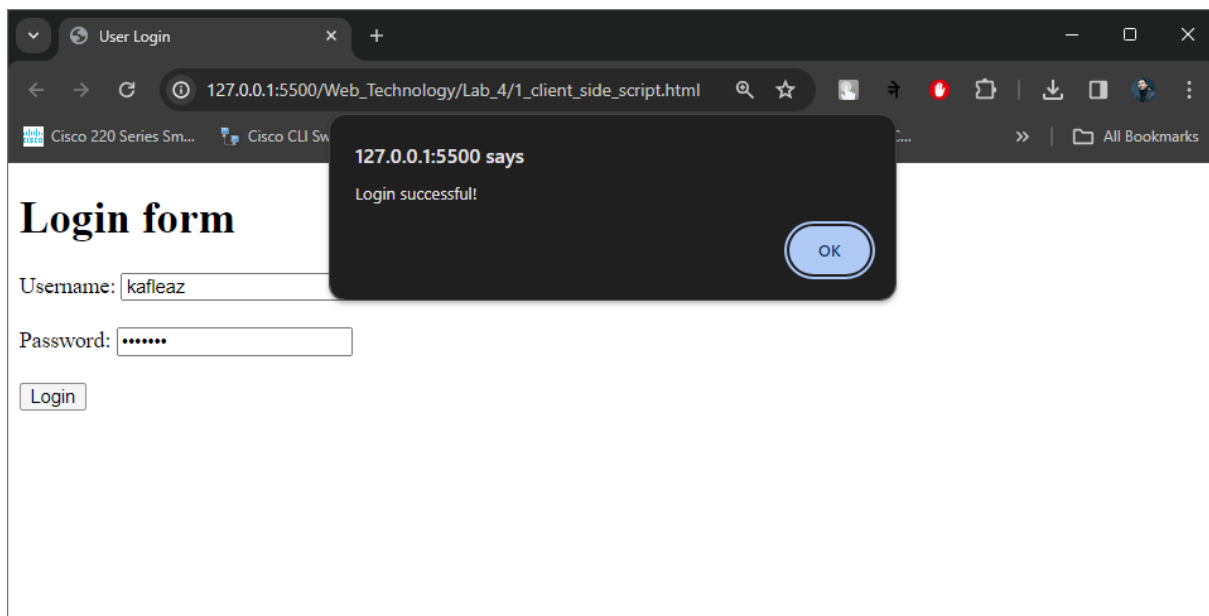 User Login
127.0.0.1:5500/Web_Technology/Lab_4/1_client_side_script.html
ने
Cisco 220 Series Sm... Cisco CLI Sw C... » All Bookmarks
127.0.0.1:5500 says
Login successful!
OK
Login form
Username: kafleaz
Password: •••••••
Login